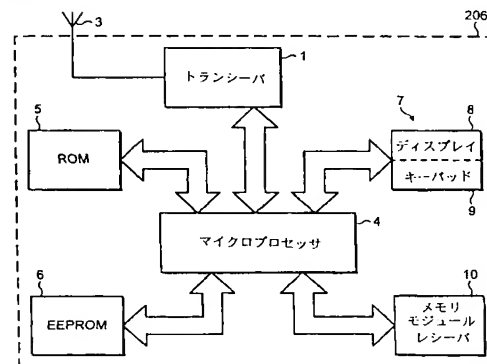 3
206
1
トランシーバ
5
ROM
7
8
ディスプレイ
キーパッド
9
4
マイクロプロセッサ
6
EEPROM
10
メモリ
モジュール
レシーバ